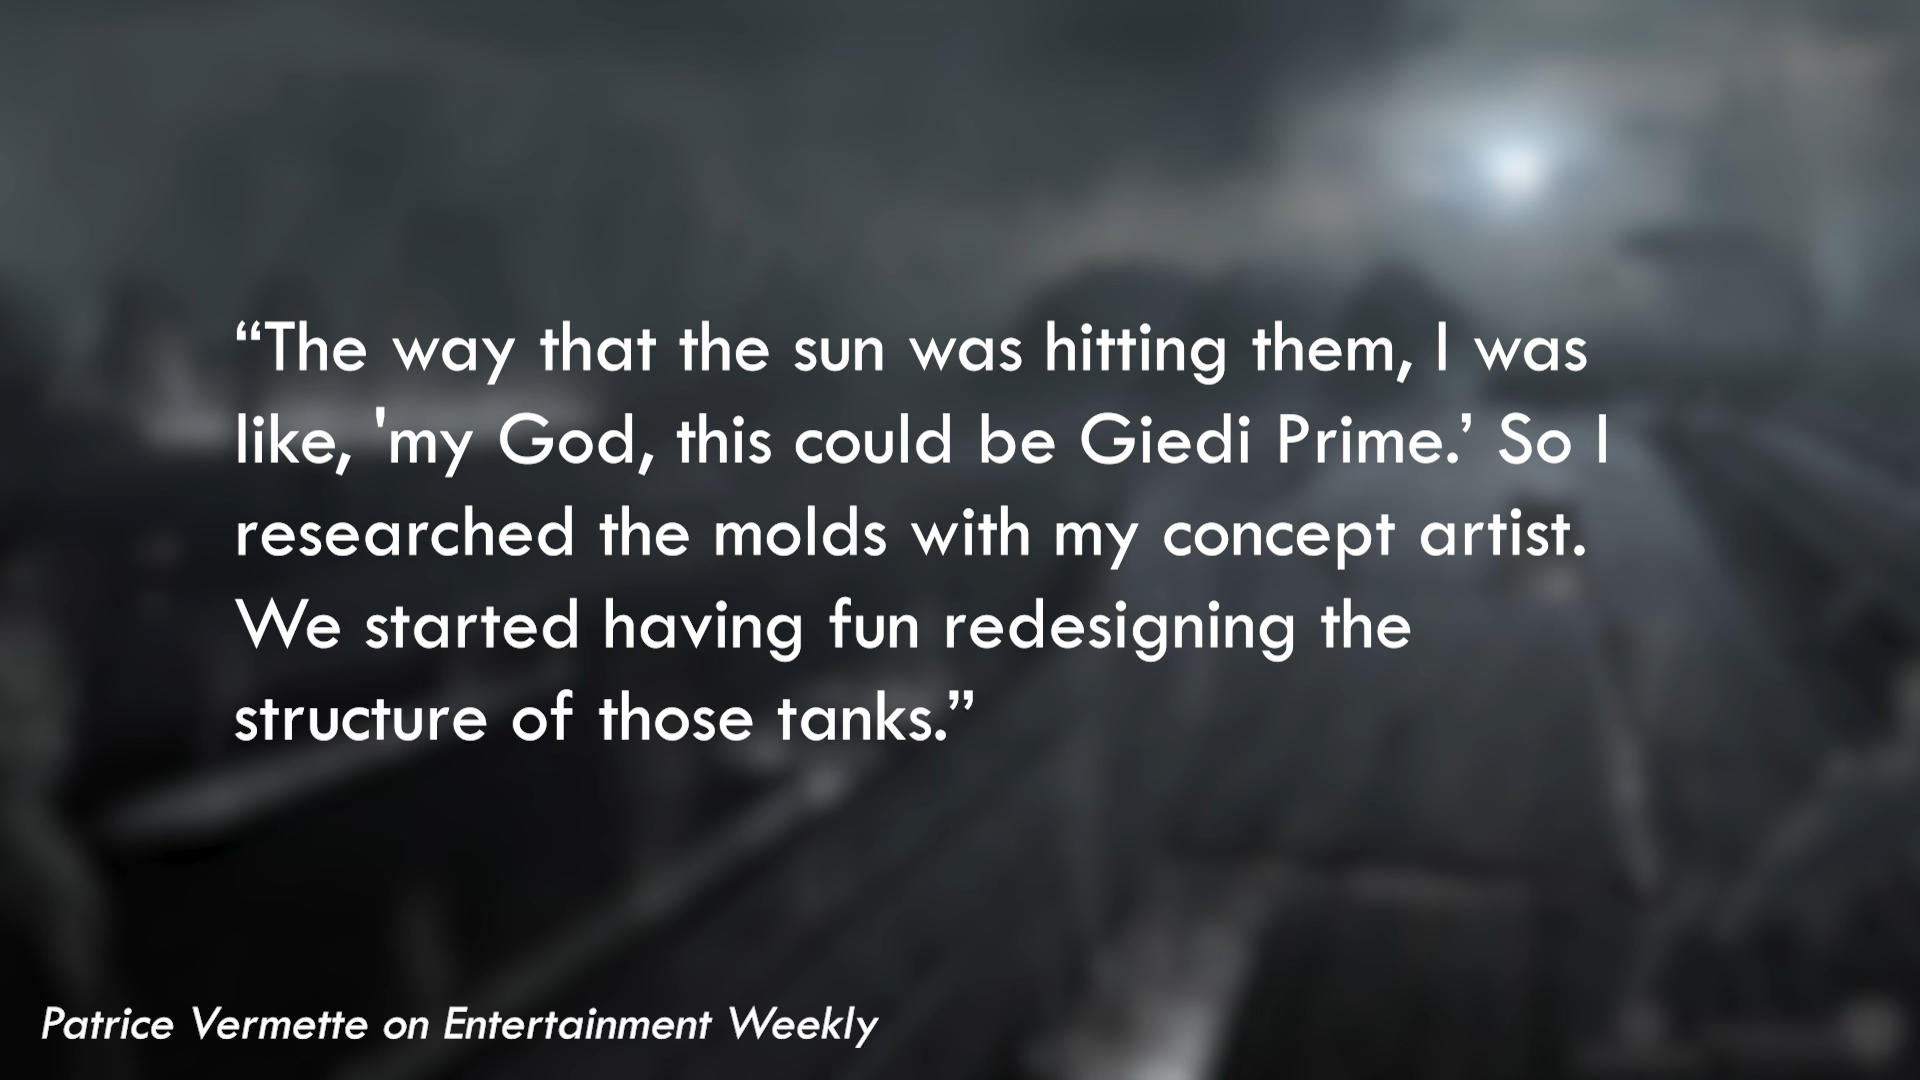 “The way that the sun was hitting them, I was
like, 'my God, this could be Giedi Prime.’ So I
researched the molds with my concept artist.
We started having fun redesigning the
structure of those tanks.”
Patrice Vermette on Entertainment Weekly